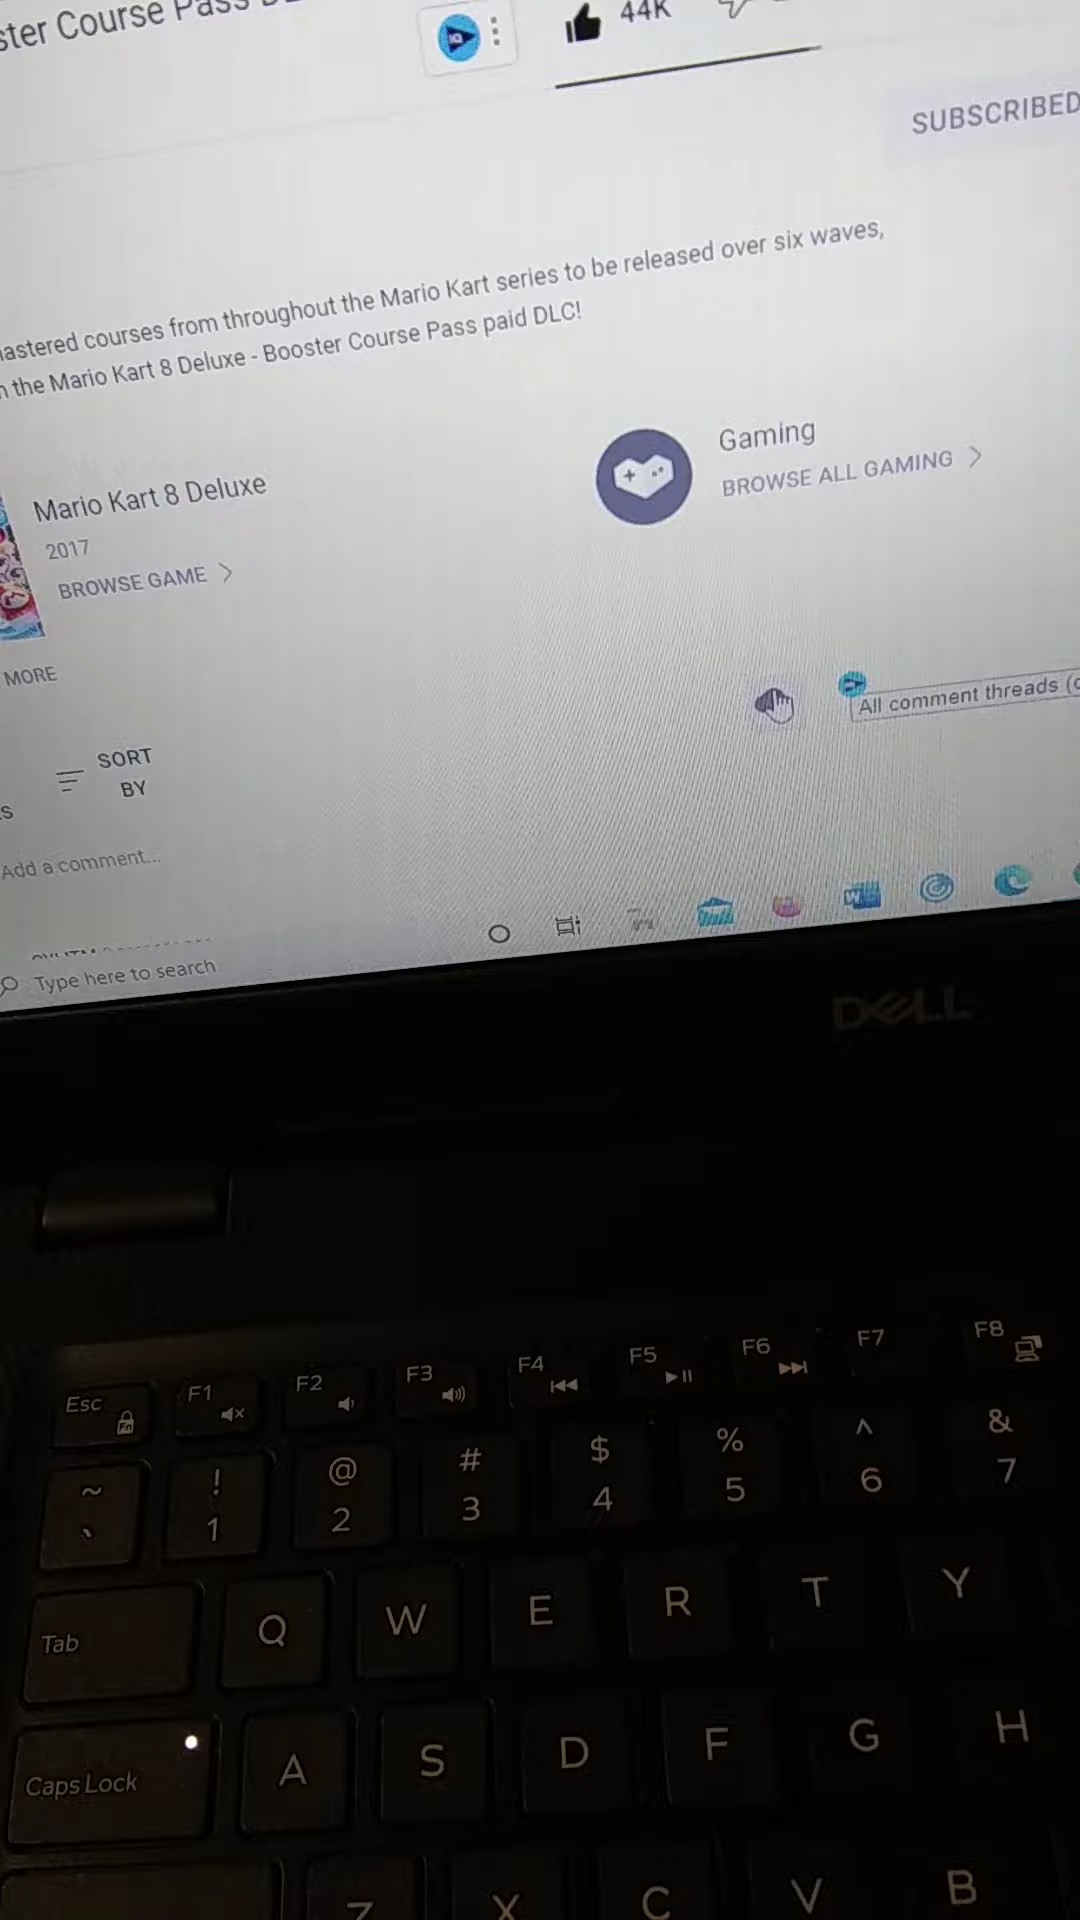 ster Course Pass
44K
SUBSCRIBED
astered courses from throughout the Mario Kart series to be released over six waves,
the Mario Kart 8 Deluxe - Booster Course Pass paid DLC!
Mario Kart 8 Deluxe
2017
BROWSE GAME
Gaming
BROWSE ALL GAMING
MORE
All comment threads (
SORT
BY
Add a comment...
Type here to search
DELL
Esc F1 F2 F3 F4 F5 F6 F7 F8
Fn
~ ! @ # $ % ^ &
` 1 2 3 4 5 6 7
Tab Q W E R T Y
Caps Lock A S D F G H
Z X C V B